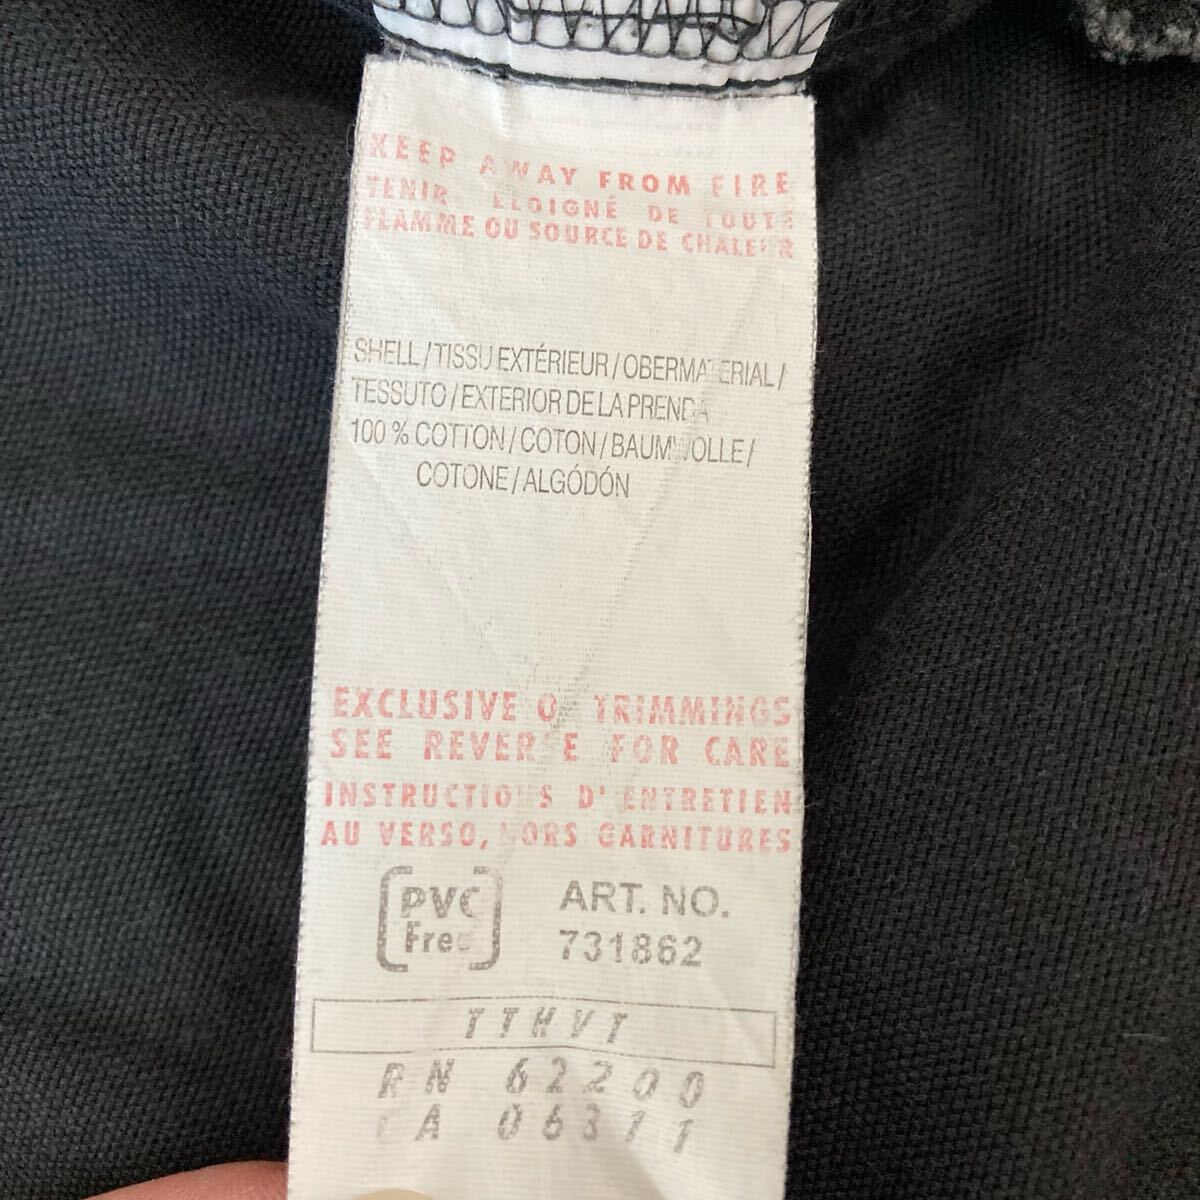 KEEP AWAY FROM FIRE
TENIR ÉLOIGNÉ DE TOUTE
FLAMME OU SOURCE DE CHALEUR
SHELL/TISSU EXTÉRIEUR/OBERMATERIAL/
TESSUTO/EXTERIOR DE LA PRENDA
100 % COTTON/COTON/BAUMWOLLE/
COTONE/ALGÓDÓN
EXCLUSIVE OF TRIMMINGS
SEE REVERSE FOR CARE
INSTRUCTIONS D'ENTRETIEN
AU VERSO, HORS GARNITURES
PVC
Free
ART. NO.
731862
TTHVT
RN 62200
CA 06311